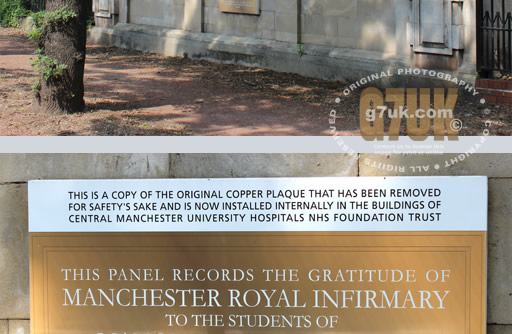 ORIGINAL PHOTOGRAPHY
G7UK
g7uk.com
©
ALL RIGHTS RESERVED
THIS IS A COPY OF THE ORIGINAL COPPER PLAQUE THAT HAS BEEN REMOVED
FOR SAFETY'S SAKE AND IS NOW INSTALLED INTERNALLY IN THE BUILDINGS OF
CENTRAL MANCHESTER UNIVERSITY HOSPITALS NHS FOUNDATION TRUST
THIS PANEL RECORDS THE GRATITUDE OF
MANCHESTER ROYAL INFIRMARY
TO THE STUDENTS OF